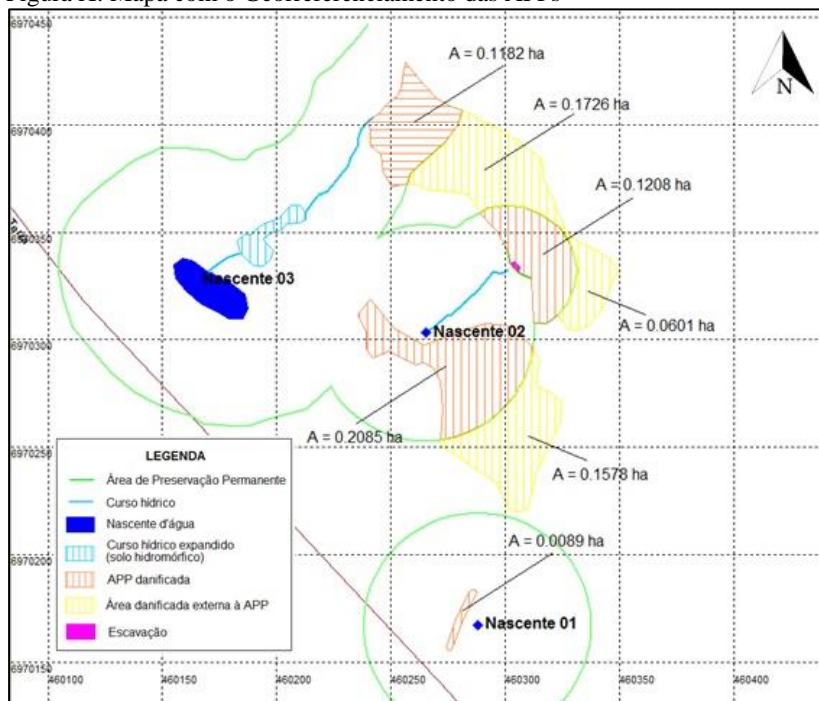 Figura A: Mapa com o Georreferenciamento das APPs
6970450
6970400
6970350
6970300
6970250
6970200
6970150
A = 0.1182 ha
A = 0.1726 ha
A = 0.1208 ha
A = 0.0601 ha
A = 0.2085 ha
A = 0.1578 ha
A = 0.0089 ha
N
Nascente 03
Nascente 02
Nascente 01
LEGENDA
Área de Preservação Permanente
Curso hídrico
Nascente d'água
Curso hídrico expandido
(solo hidromórfico)
APP danificada
Área danificada externa à APP
Escavação
460100
460150
460200
460250
460300
460350
460400